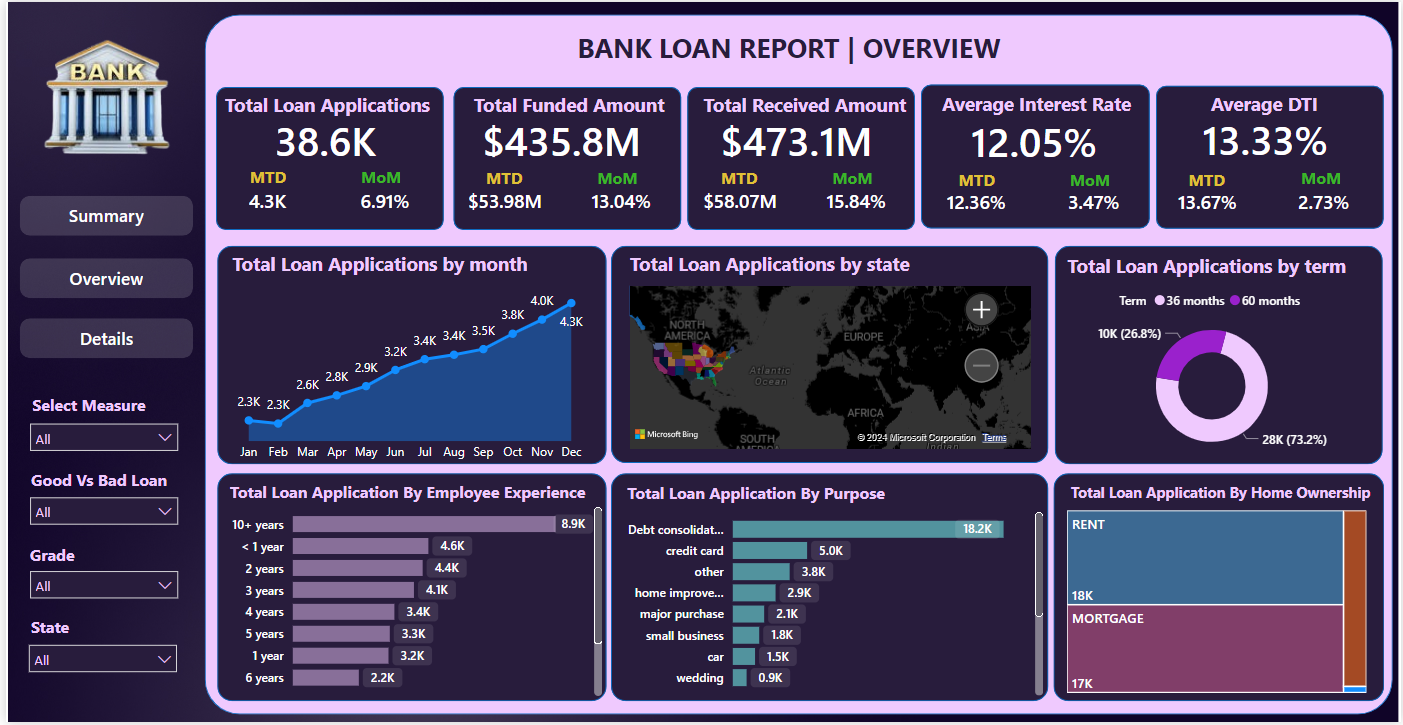 BANK
BANK LOAN REPORT | OVERVIEW
Summary
Overview
Details
Select Measure
All
Good Vs Bad Loan
All
Grade
All
State
All
Total Loan Applications
38.6K
MTD MoM
4.3K 6.91%
Total Funded Amount
$435.8M
MTD MoM
$53.98M 13.04%
Total Received Amount
$473.1M
MTD MoM
$58.07M 15.84%
Average Interest Rate
12.05%
MTD MoM
12.36% 3.47%
Average DTI
13.33%
MTD MoM
13.67% 2.73%
Total Loan Applications by month
2.3K 2.3K 2.6K 2.8K 2.9K 3.2K 3.4K 3.4K 3.5K 3.8K 4.0K 4.3K
Jan Feb Mar Apr May Jun Jul Aug Sep Oct Nov Dec
Total Loan Applications by state
NORTH
AMERICA
EUROPE
ASIA
Atlantic
Ocean
AFRICA
SOUTH
AMERICA
Indian
Microsoft Bing
© 2024 Microsoft Corporation Terms
Total Loan Applications by term
Term 36 months 60 months
10K (26.8%)
28K (73.2%)
Total Loan Application By Employee Experience
10+ years 8.9K
< 1 year 4.6K
2 years 4.4K
3 years 4.1K
4 years 3.4K
5 years 3.3K
1 year 3.2K
6 years 2.2K
Total Loan Application By Purpose
Debt consolidat... 18.2K
credit card 5.0K
other 3.8K
home improve... 2.9K
major purchase 2.1K
small business 1.8K
car 1.5K
wedding 0.9K
Total Loan Application By Home Ownership
RENT
18K
MORTGAGE
17K